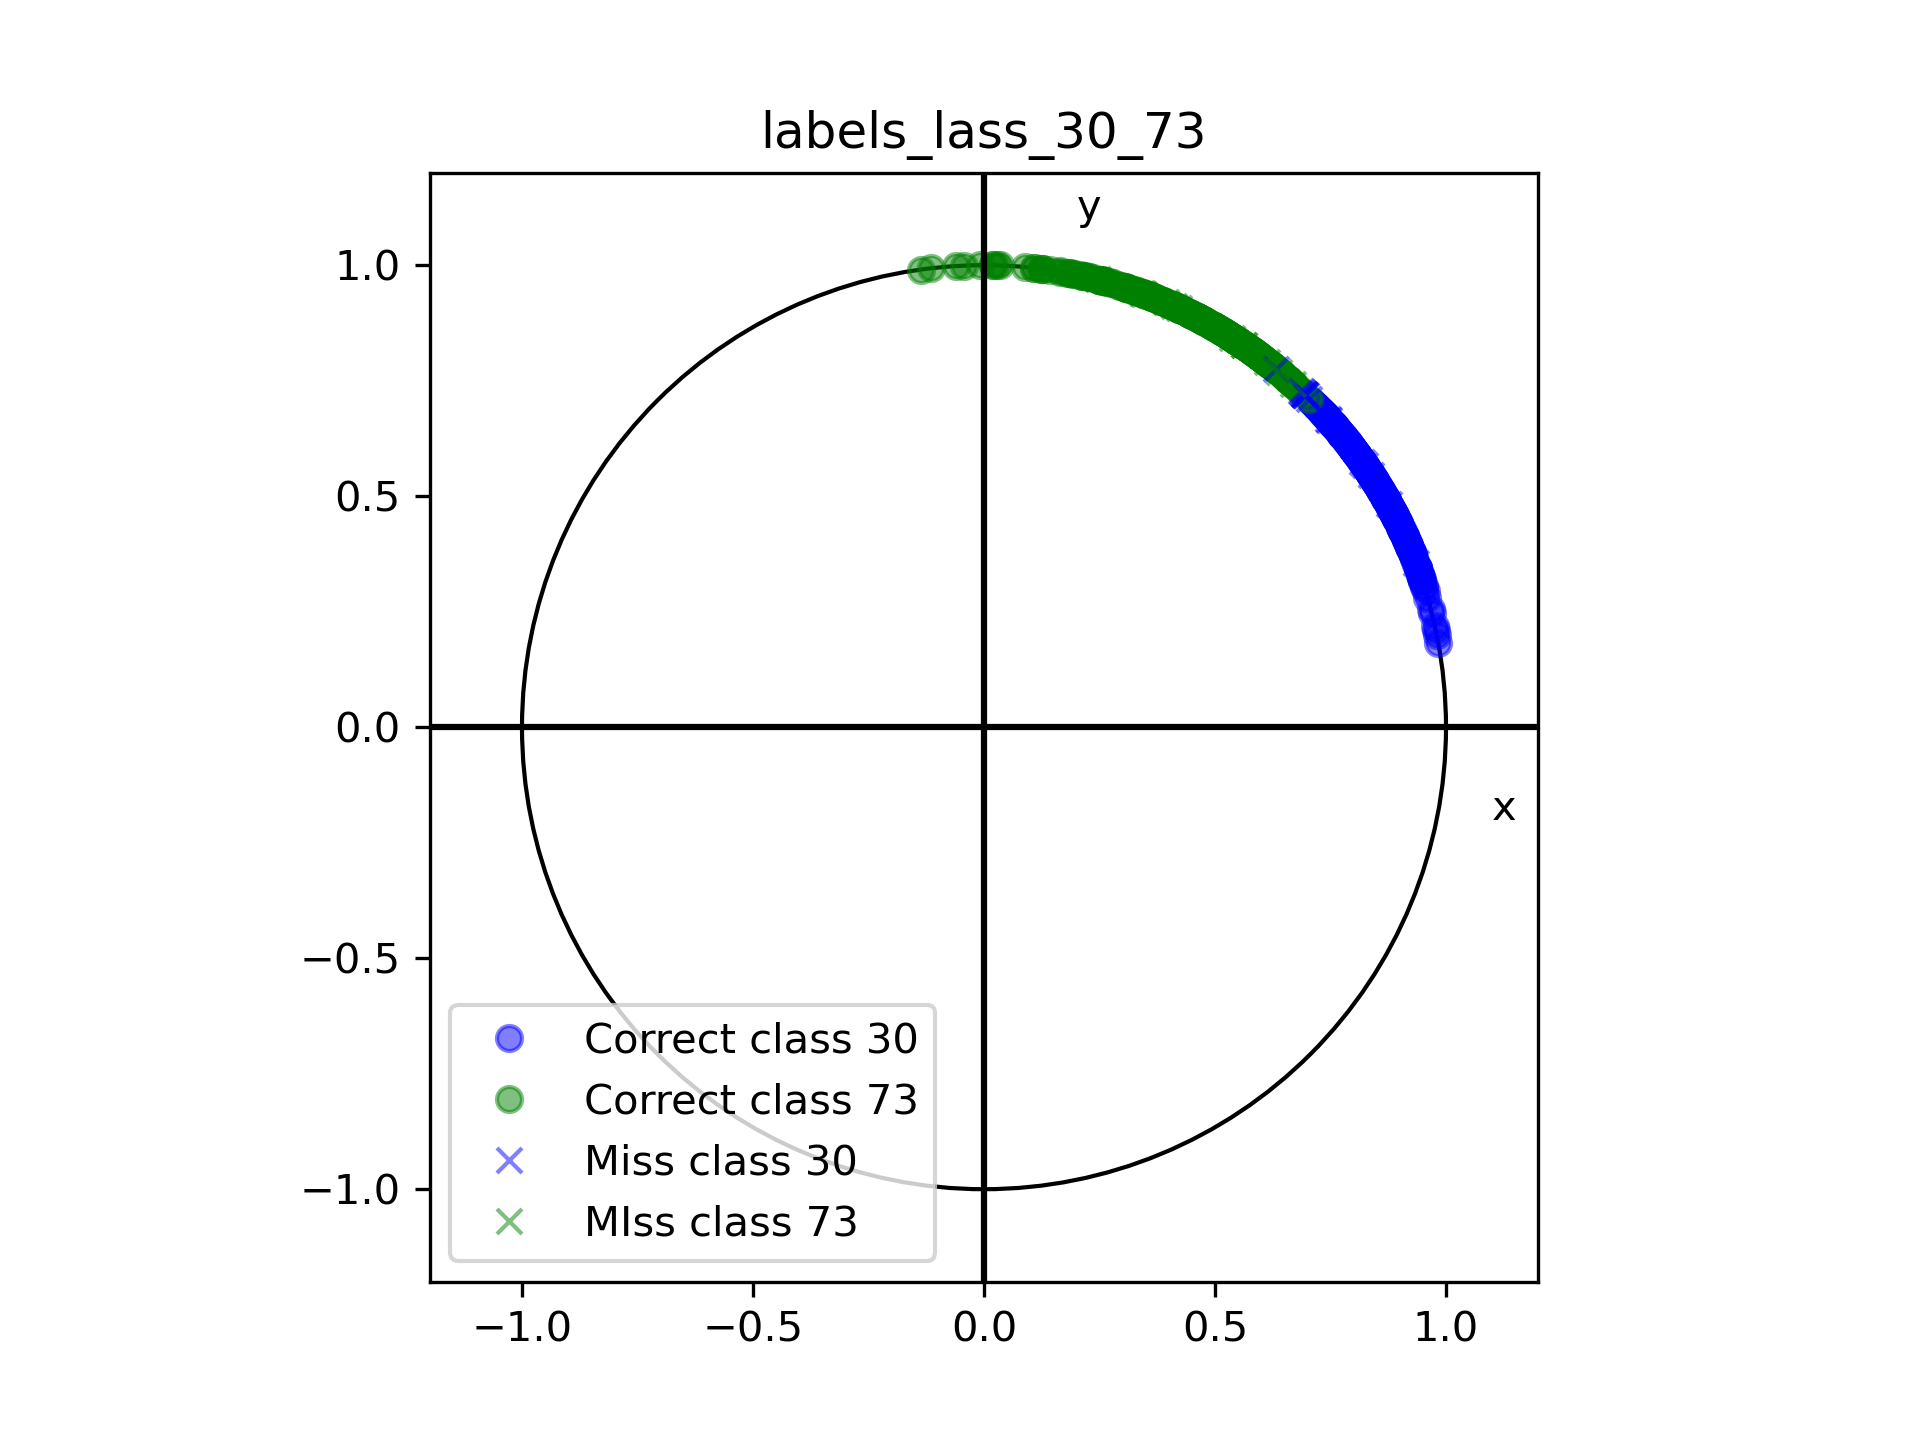 labels_lass_30_73
y
1.0
0.5
0.0
x
−0.5
−1.0
Correct class 30
Correct class 73
Miss class 30
MIss class 73
−1.0 −0.5 0.0 0.5 1.0